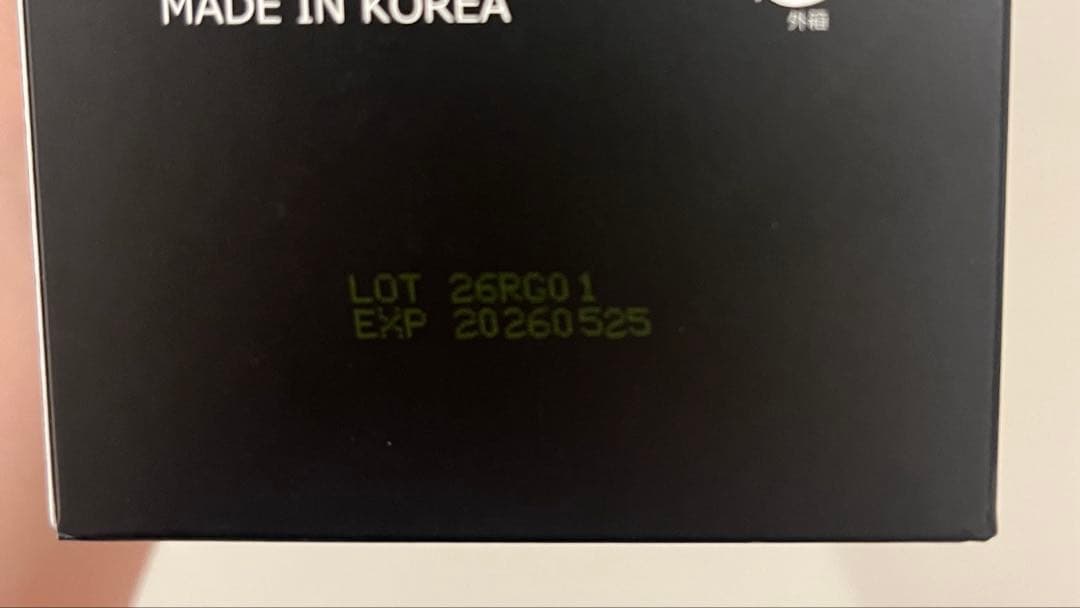 MADE IN KOREA
外箱
LOT 26RG01
EXP 20260525